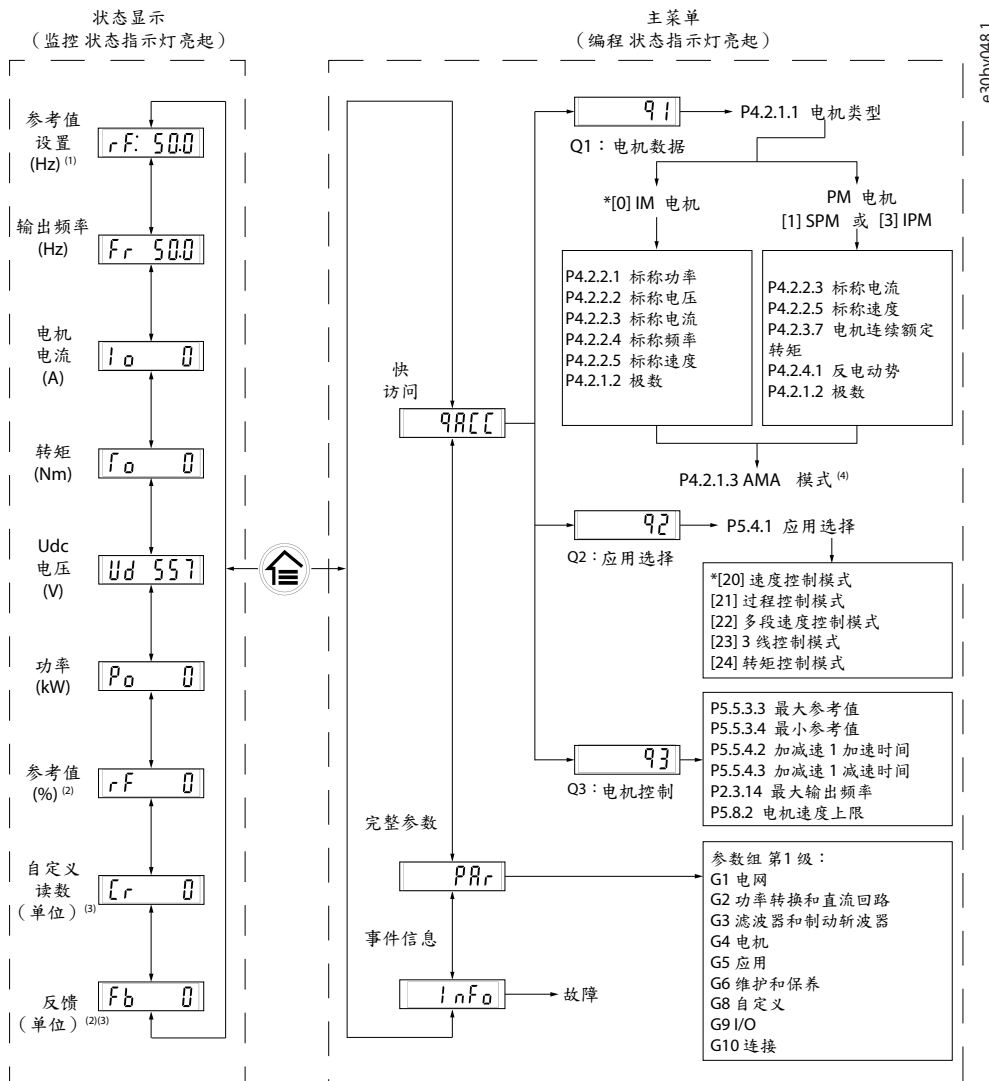 状态显示
（监控 状态指示灯亮起）
参考值
设置
(Hz) (1)
rF: 50.0
输出频率
(Hz)
Fr 50.0
电机
电流
(A)
Io 0
转矩
(Nm)
To 0
Udc
电压
(V)
Ud 557
功率
(kW)
Po 0
参考值
(%) (2)
rF 0
自定义
读数
（单位）(3)
Cr 0
反馈
（单位）(2)(3)
Fb 0
主菜单
（编程 状态指示灯亮起）
快
访问
qACC
q1
Q1：电机数据
P4.2.1.1 电机类型
*[0] IM 电机
PM 电机
[1] SPM 或 [3] IPM
P4.2.2.1 标称功率
P4.2.2.2 标称电压
P4.2.2.3 标称电流
P4.2.2.4 标称频率
P4.2.2.5 标称速度
P4.2.1.2 极数
P4.2.2.3 标称电流
P4.2.2.5 标称速度
P4.2.3.7 电机连续额定
转矩
P4.2.4.1 反电动势
P4.2.1.2 极数
P4.2.1.3 AMA 模式 (4)
q2
Q2：应用选择
P5.4.1 应用选择
*[20] 速度控制模式
[21] 过程控制模式
[22] 多段速度控制模式
[23] 3 线控制模式
[24] 转矩控制模式
q3
Q3：电机控制
P5.5.3.3 最大参考值
P5.5.3.4 最小参考值
P5.5.4.2 加减速 1 加速时间
P5.5.4.3 加减速 1 减速时间
P2.3.14 最大输出频率
P5.8.2 电机速度上限
完整参数
PAr
参数组 第1 级：
G1 电网
G2 功率转换和直流回路
G3 滤波器和制动斩波器
G4 电机
G5 应用
G6 维护和保养
G8 自定义
G9 I/O
G10 连接
事件信息
InFo
故障
e30bv048.1